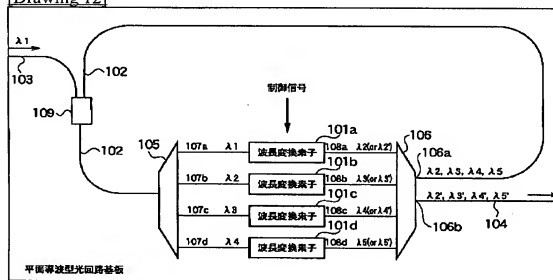 [Drawing 12]
λ1
103
102
109
102
105
制御信号
107a λ1 波長変換素子 101a 108a λ2(or λ2')
107b λ2 波長変換素子 101b 108b λ3(or λ3')
107c λ3 波長変換素子 101c 108c λ4(or λ4')
107d λ4 波長変換素子 101d 108d λ5(or λ5')
106
106a
λ2, λ3, λ4, λ5
λ2', λ3', λ4', λ5'
104
106b
平面導波型光回路基板